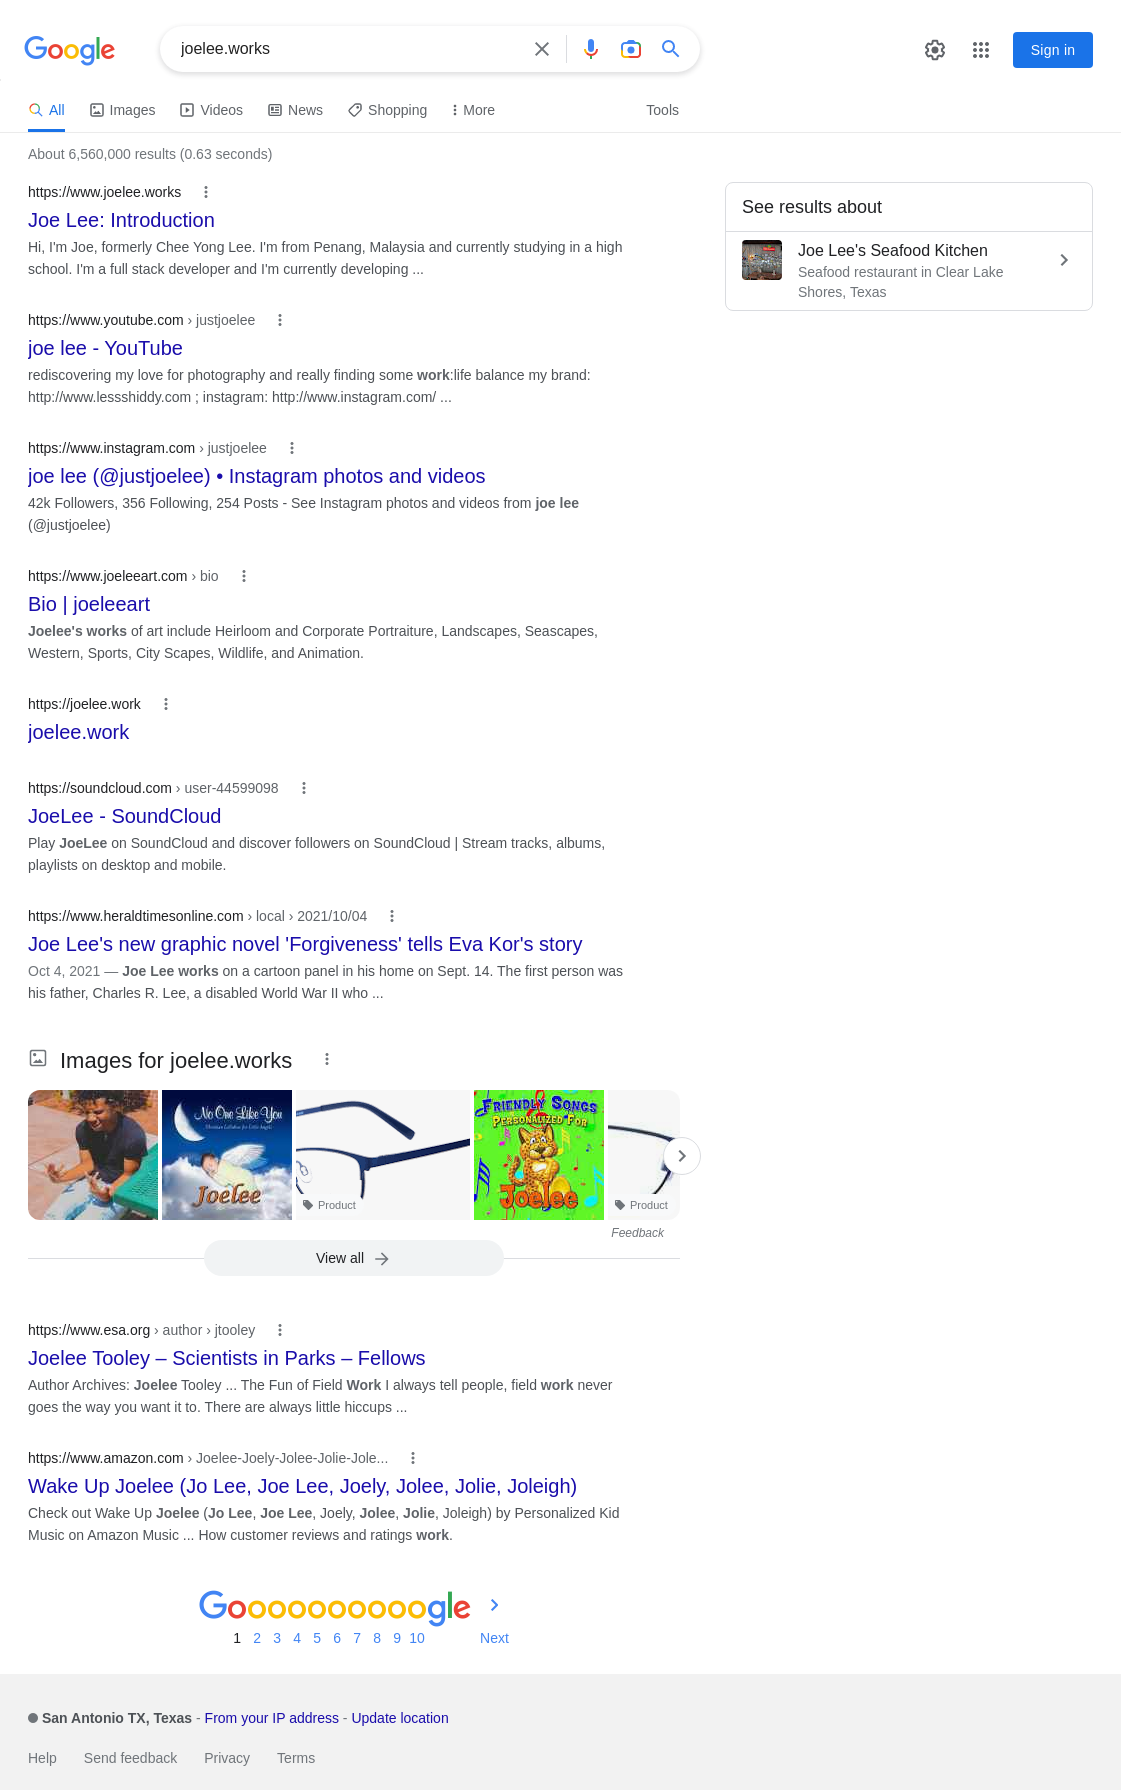 Google
joelee.works
Sign in
All
Images
Videos
News
Shopping
More
Tools
About 6,560,000 results (0.63 seconds)
https://www.joelee.works
Joe Lee: Introduction
Hi, I'm Joe, formerly Chee Yong Lee. I'm from Penang, Malaysia and currently studying in a high
school. I'm a full stack developer and I'm currently developing ...
https://www.youtube.com › justjoelee
joe lee - YouTube
rediscovering my love for photography and really finding some work:life balance my brand:
http://www.lessshiddy.com ; instagram: http://www.instagram.com/ ...
https://www.instagram.com › justjoelee
joe lee (@justjoelee) • Instagram photos and videos
42k Followers, 356 Following, 254 Posts - See Instagram photos and videos from joe lee
(@justjoelee)
https://www.joeleeart.com › bio
Bio | joeleeart
Joelee's works of art include Heirloom and Corporate Portraiture, Landscapes, Seascapes,
Western, Sports, City Scapes, Wildlife, and Animation.
https://joelee.work
joelee.work
https://soundcloud.com › user-44599098
JoeLee - SoundCloud
Play JoeLee on SoundCloud and discover followers on SoundCloud | Stream tracks, albums,
playlists on desktop and mobile.
https://www.heraldtimesonline.com › local › 2021/10/04
Joe Lee's new graphic novel 'Forgiveness' tells Eva Kor's story
Oct 4, 2021 — Joe Lee works on a cartoon panel in his home on Sept. 14. The first person was
his father, Charles R. Lee, a disabled World War II who ...
See results about
Joe Lee's Seafood Kitchen
Seafood restaurant in Clear Lake
Shores, Texas
Images for joelee.works
No One Like You
Christian Lullabies for Little Angels
Joelee
Product
FRIENDLY SONGS
PERSONALIZED FOR
Joelee
Product
Feedback
View all
https://www.esa.org › author › jtooley
Joelee Tooley – Scientists in Parks – Fellows
Author Archives: Joelee Tooley ... The Fun of Field Work I always tell people, field work never
goes the way you want it to. There are always little hiccups ...
https://www.amazon.com › Joelee-Joely-Jolee-Jolie-Jole...
Wake Up Joelee (Jo Lee, Joe Lee, Joely, Jolee, Jolie, Joleigh)
Check out Wake Up Joelee (Jo Lee, Joe Lee, Joely, Jolee, Jolie, Joleigh) by Personalized Kid
Music on Amazon Music ... How customer reviews and ratings work.
Goooooooooogle
1 2 3 4 5 6 7 8 9 10 Next
San Antonio TX, Texas - From your IP address - Update location
Help Send feedback Privacy Terms